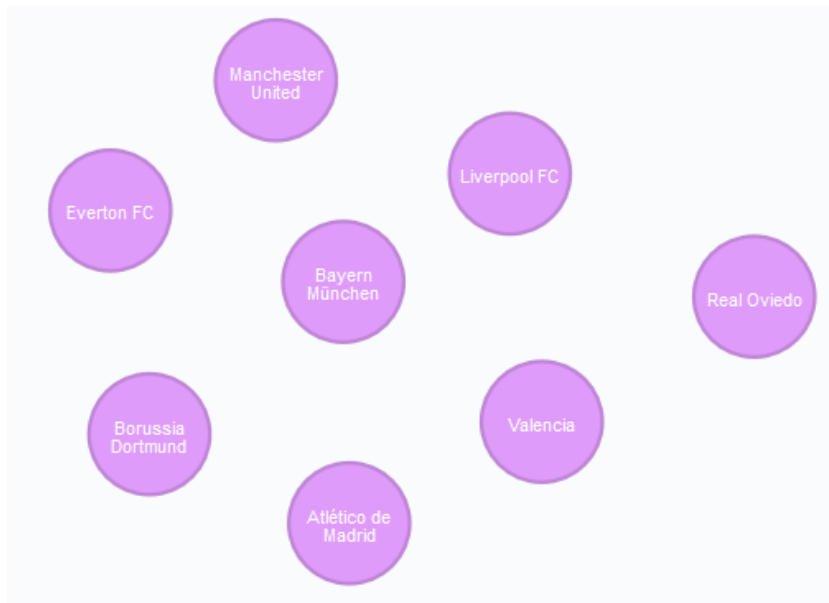 Manchester
United
Liverpool FC
Everton FC
Bayern
München
Real Oviedo
Valencia
Borussia
Dortmund
Atlético de
Madrid